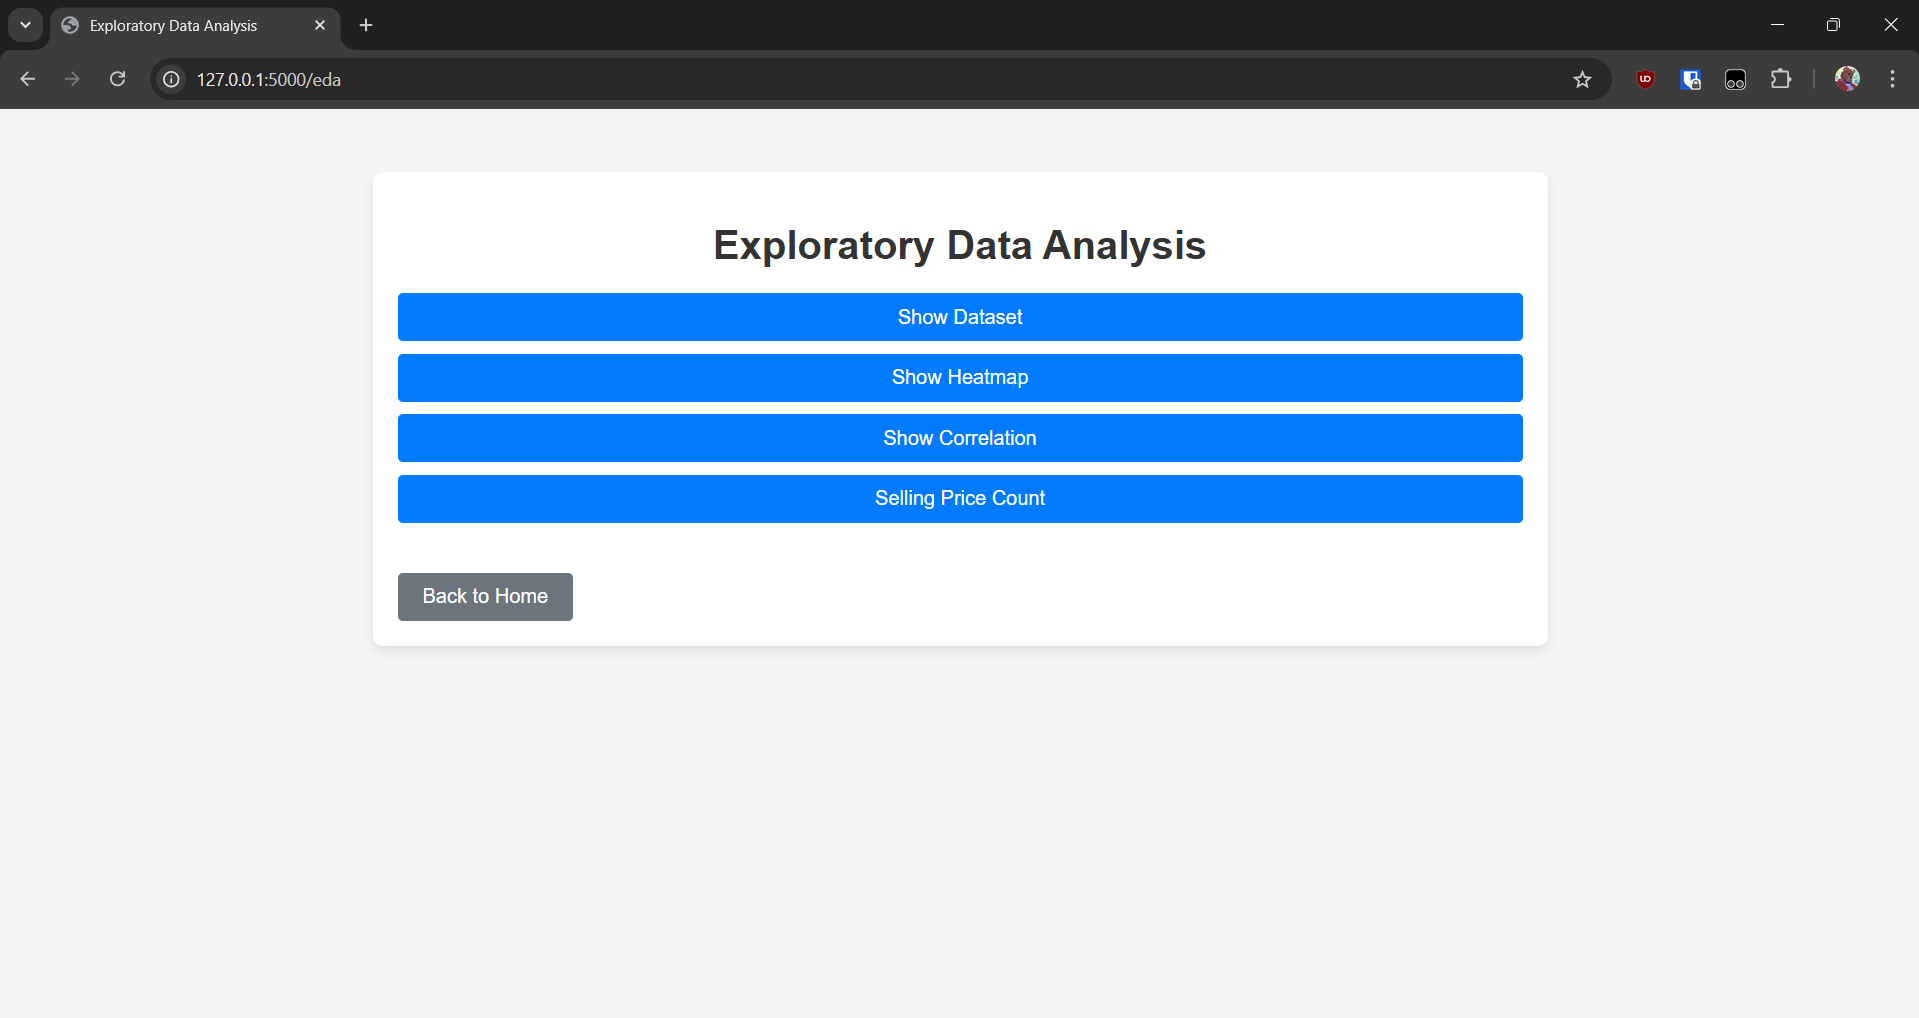 Exploratory Data Analysis
127.0.0.1:5000/eda
Exploratory Data Analysis
Show Dataset
Show Heatmap
Show Correlation
Selling Price Count
Back to Home